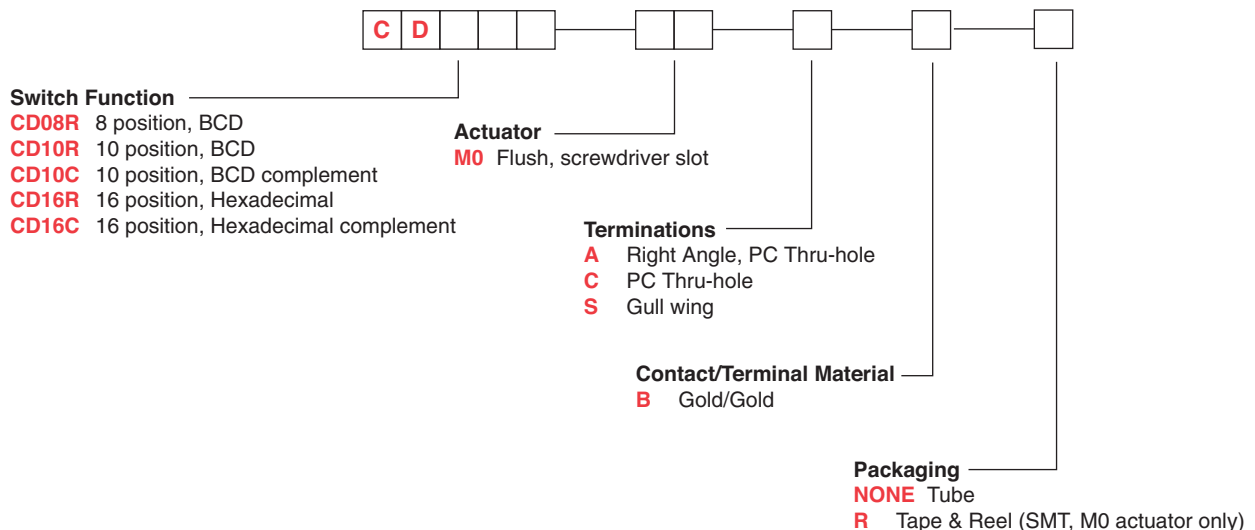 C D
Switch Function
CD08R 8 position, BCD
CD10R 10 position, BCD
CD10C 10 position, BCD complement
CD16R 16 position, Hexadecimal
CD16C 16 position, Hexadecimal complement
Actuator
M0 Flush, screwdriver slot
Terminations
A Right Angle, PC Thru-hole
C PC Thru-hole
S Gull wing
Contact/Terminal Material
B Gold/Gold
Packaging
NONE Tube
R Tape & Reel (SMT, M0 actuator only)